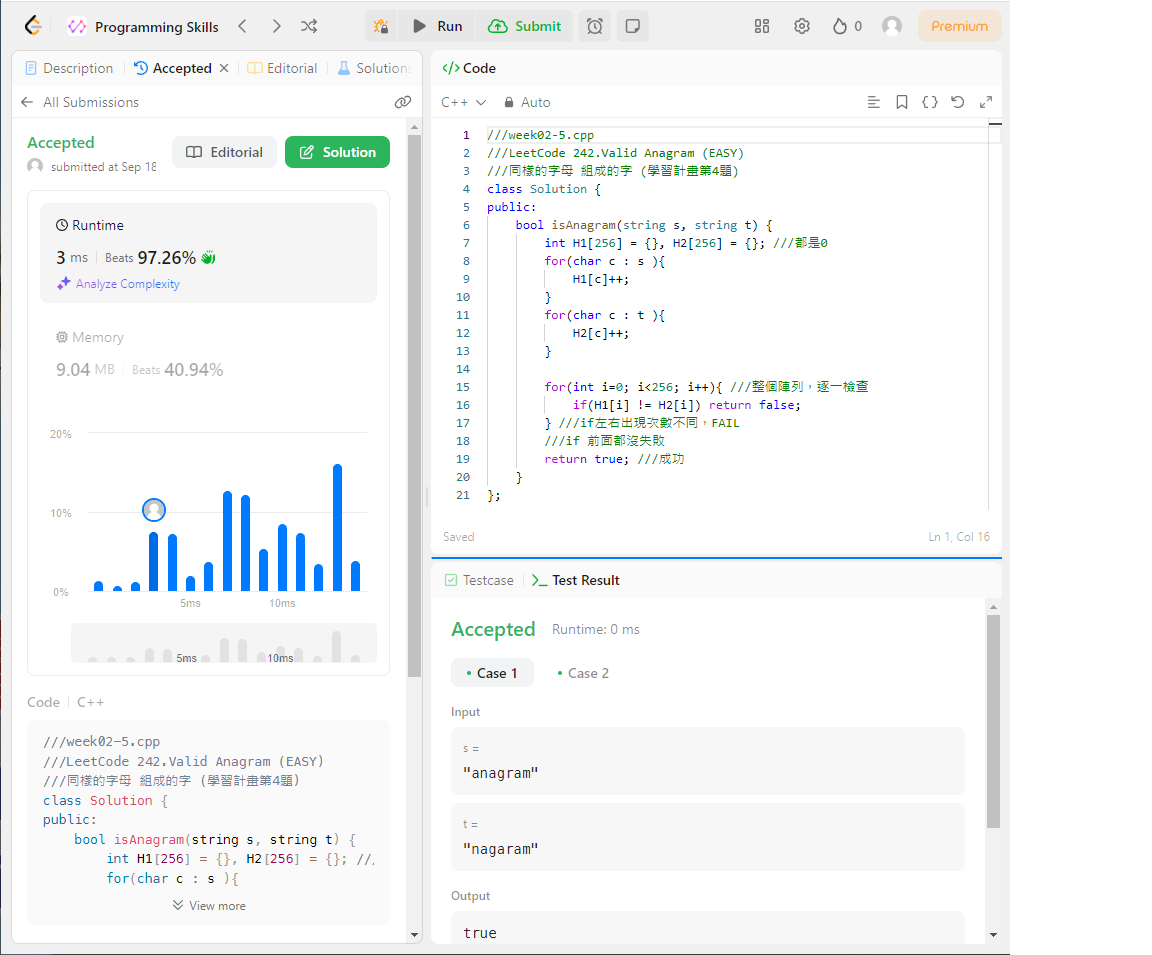 Programming Skills
Run
Submit
0
Premium
Description
Accepted
Editorial
Solution
All Submissions
Accepted
submitted at Sep 18
Editorial
Solution
Runtime
3 ms
Beats 97.26%
Analyze Complexity
Memory
9.04 MB
Beats 40.94%
20%
10%
0%
5ms
10ms
5ms
10ms
Code
C++
///week02-5.cpp
///LeetCode 242.Valid Anagram (EASY)
///同樣的字母 組成的字 (學習計畫第4題)
class Solution {
public:
    bool isAnagram(string s, string t) {
        int H1[256] = {}, H2[256] = {}; //
        for(char c : s ){
View more
Code
C++
Auto
1 ///week02-5.cpp
2 ///LeetCode 242.Valid Anagram (EASY)
3 ///同樣的字母 組成的字 (學習計畫第4題)
4 class Solution {
5 public:
6     bool isAnagram(string s, string t) {
7         int H1[256] = {}, H2[256] = {}; ///都是0
8         for(char c : s ){
9             H1[c]++;
10         }
11         for(char c : t ){
12             H2[c]++;
13         }
14
15         for(int i=0; i<256; i++){ ///整個陣列，逐一檢查
16             if(H1[i] != H2[i]) return false;
17         } ///if左右出現次數不同，FAIL
18         ///if 前面都沒失敗
19         return true; ///成功
20     }
21 };
Saved
Ln 1, Col 16
Testcase
Test Result
Accepted
Runtime: 0 ms
Case 1
Case 2
Input
s =
"anagram"
t =
"nagaram"
Output
true